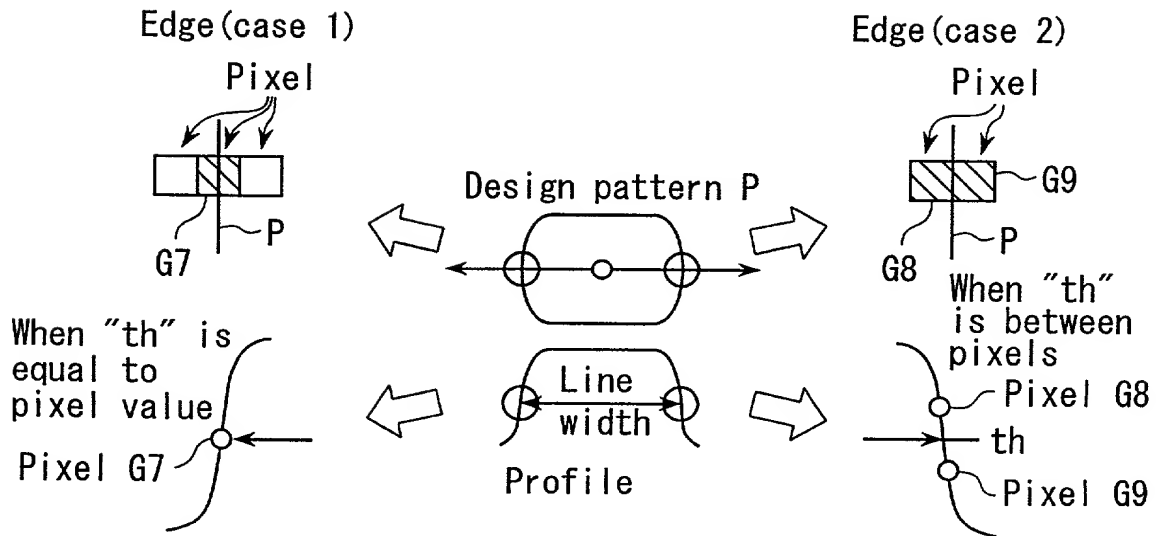 Edge(case 1)
Pixel
G7
P
When "th" is
equal to
pixel value
Pixel G7
Design pattern P
Line
width
Profile
Edge(case 2)
Pixel
G9
G8
P
When "th"
is between
pixels
Pixel G8
th
Pixel G9